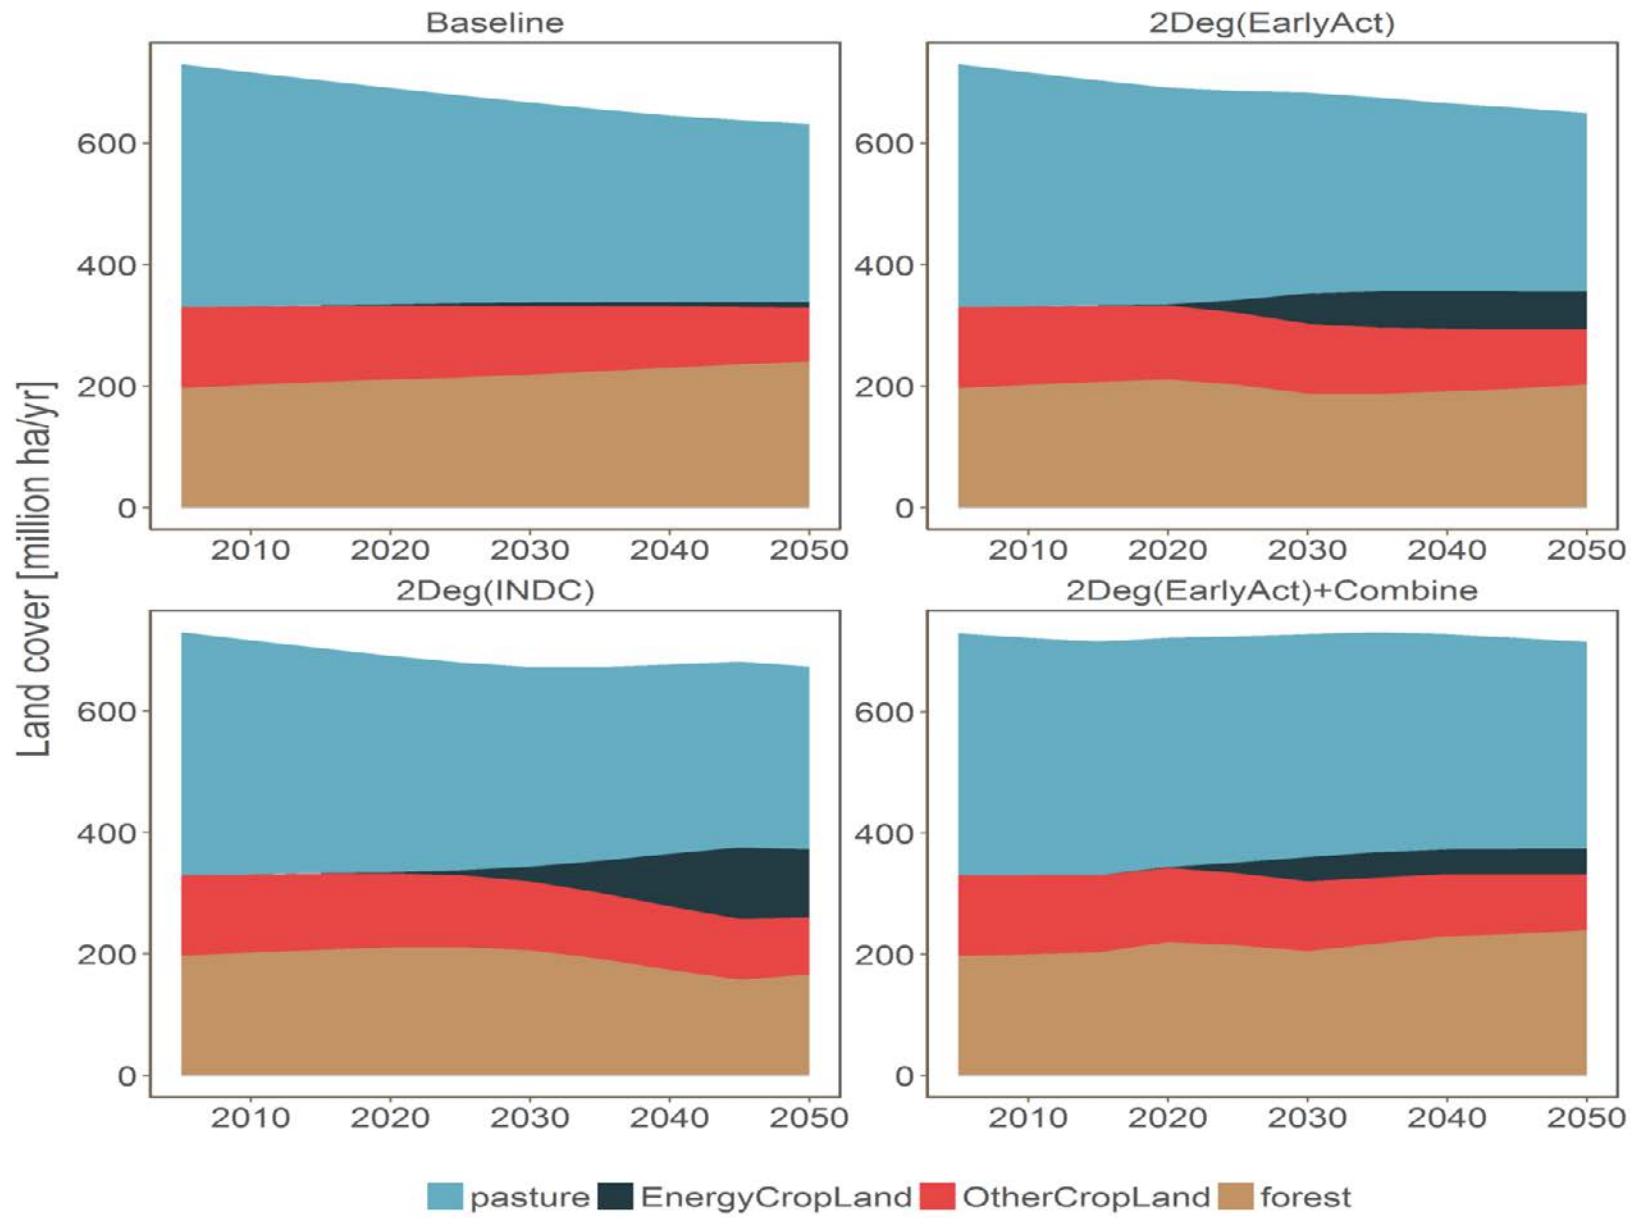 Baseline
2Deg(EarlyAct)
600
400
200
0
2010 2020 2030 2040 2050
600
400
200
0
2010 2020 2030 2040 2050
Land cover [million ha/yr]
2Deg(INDC)
2Deg(EarlyAct)+Combine
600
400
200
0
2010 2020 2030 2040 2050
600
400
200
0
2010 2020 2030 2040 2050
pasture EnergyCropLand OtherCropLand forest